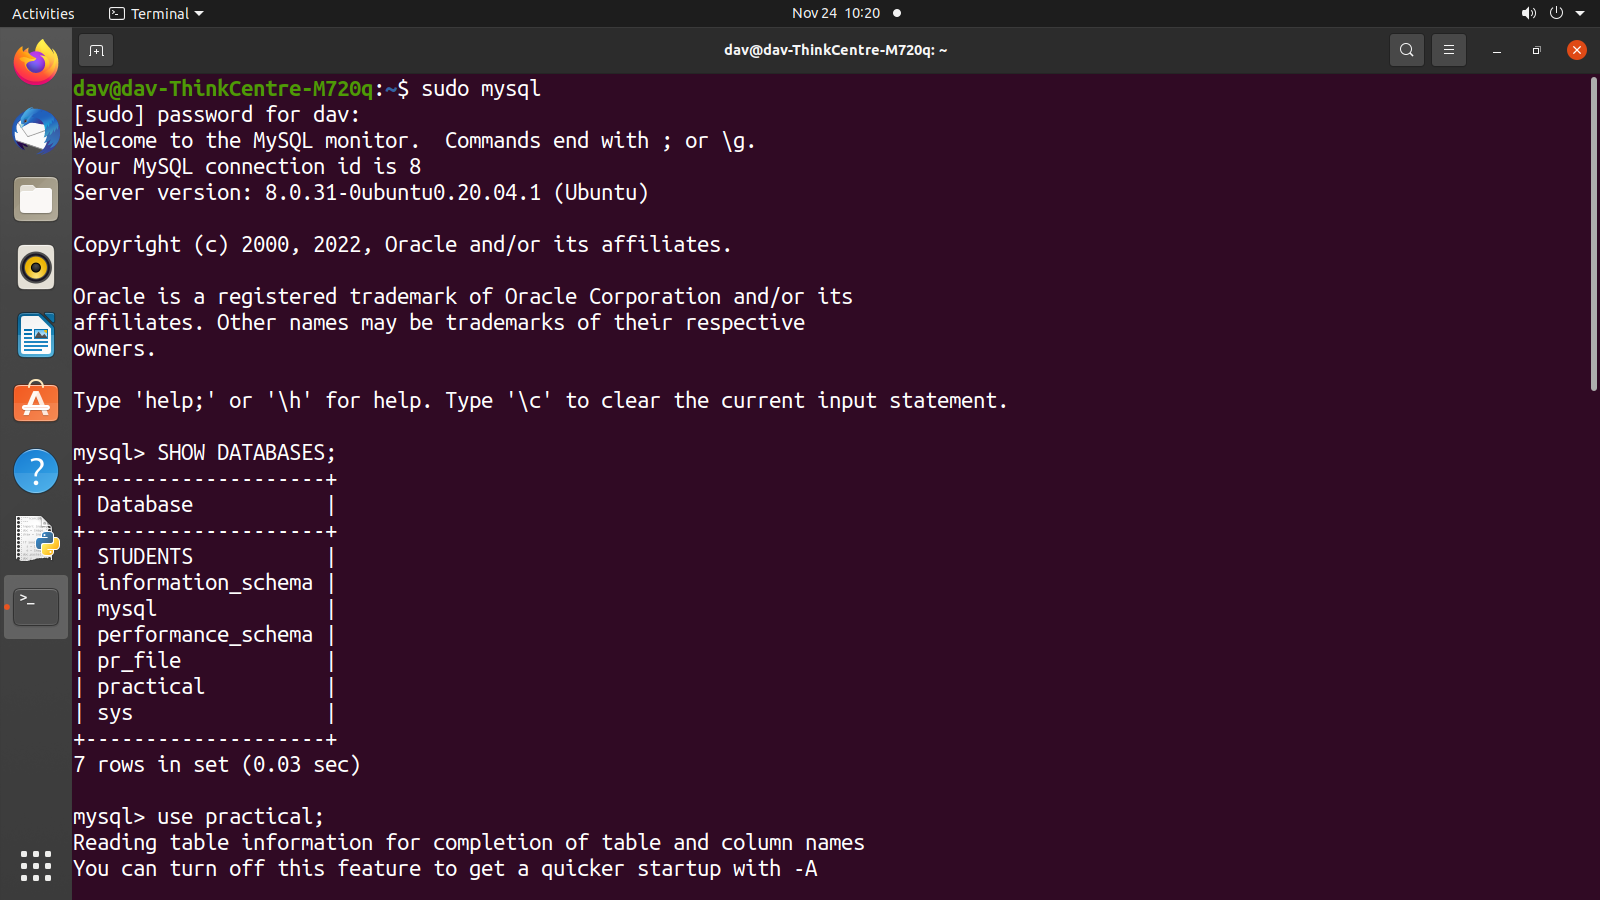 Activities
Terminal
Nov 24 10:20
dav@dav-ThinkCentre-M720q: ~
dav@dav-ThinkCentre-M720q:~$ sudo mysql
[sudo] password for dav:
Welcome to the MySQL monitor.  Commands end with ; or \g.
Your MySQL connection id is 8
Server version: 8.0.31-0ubuntu0.20.04.1 (Ubuntu)
Copyright (c) 2000, 2022, Oracle and/or its affiliates.
Oracle is a registered trademark of Oracle Corporation and/or its
affiliates. Other names may be trademarks of their respective
owners.
Type 'help;' or '\h' for help. Type '\c' to clear the current input statement.
mysql> SHOW DATABASES;
+--------------------+
| Database           |
+--------------------+
| STUDENTS           |
| information_schema |
| mysql              |
| performance_schema |
| pr_file            |
| practical          |
| sys                |
+--------------------+
7 rows in set (0.03 sec)
mysql> use practical;
Reading table information for completion of table and column names
You can turn off this feature to get a quicker startup with -A